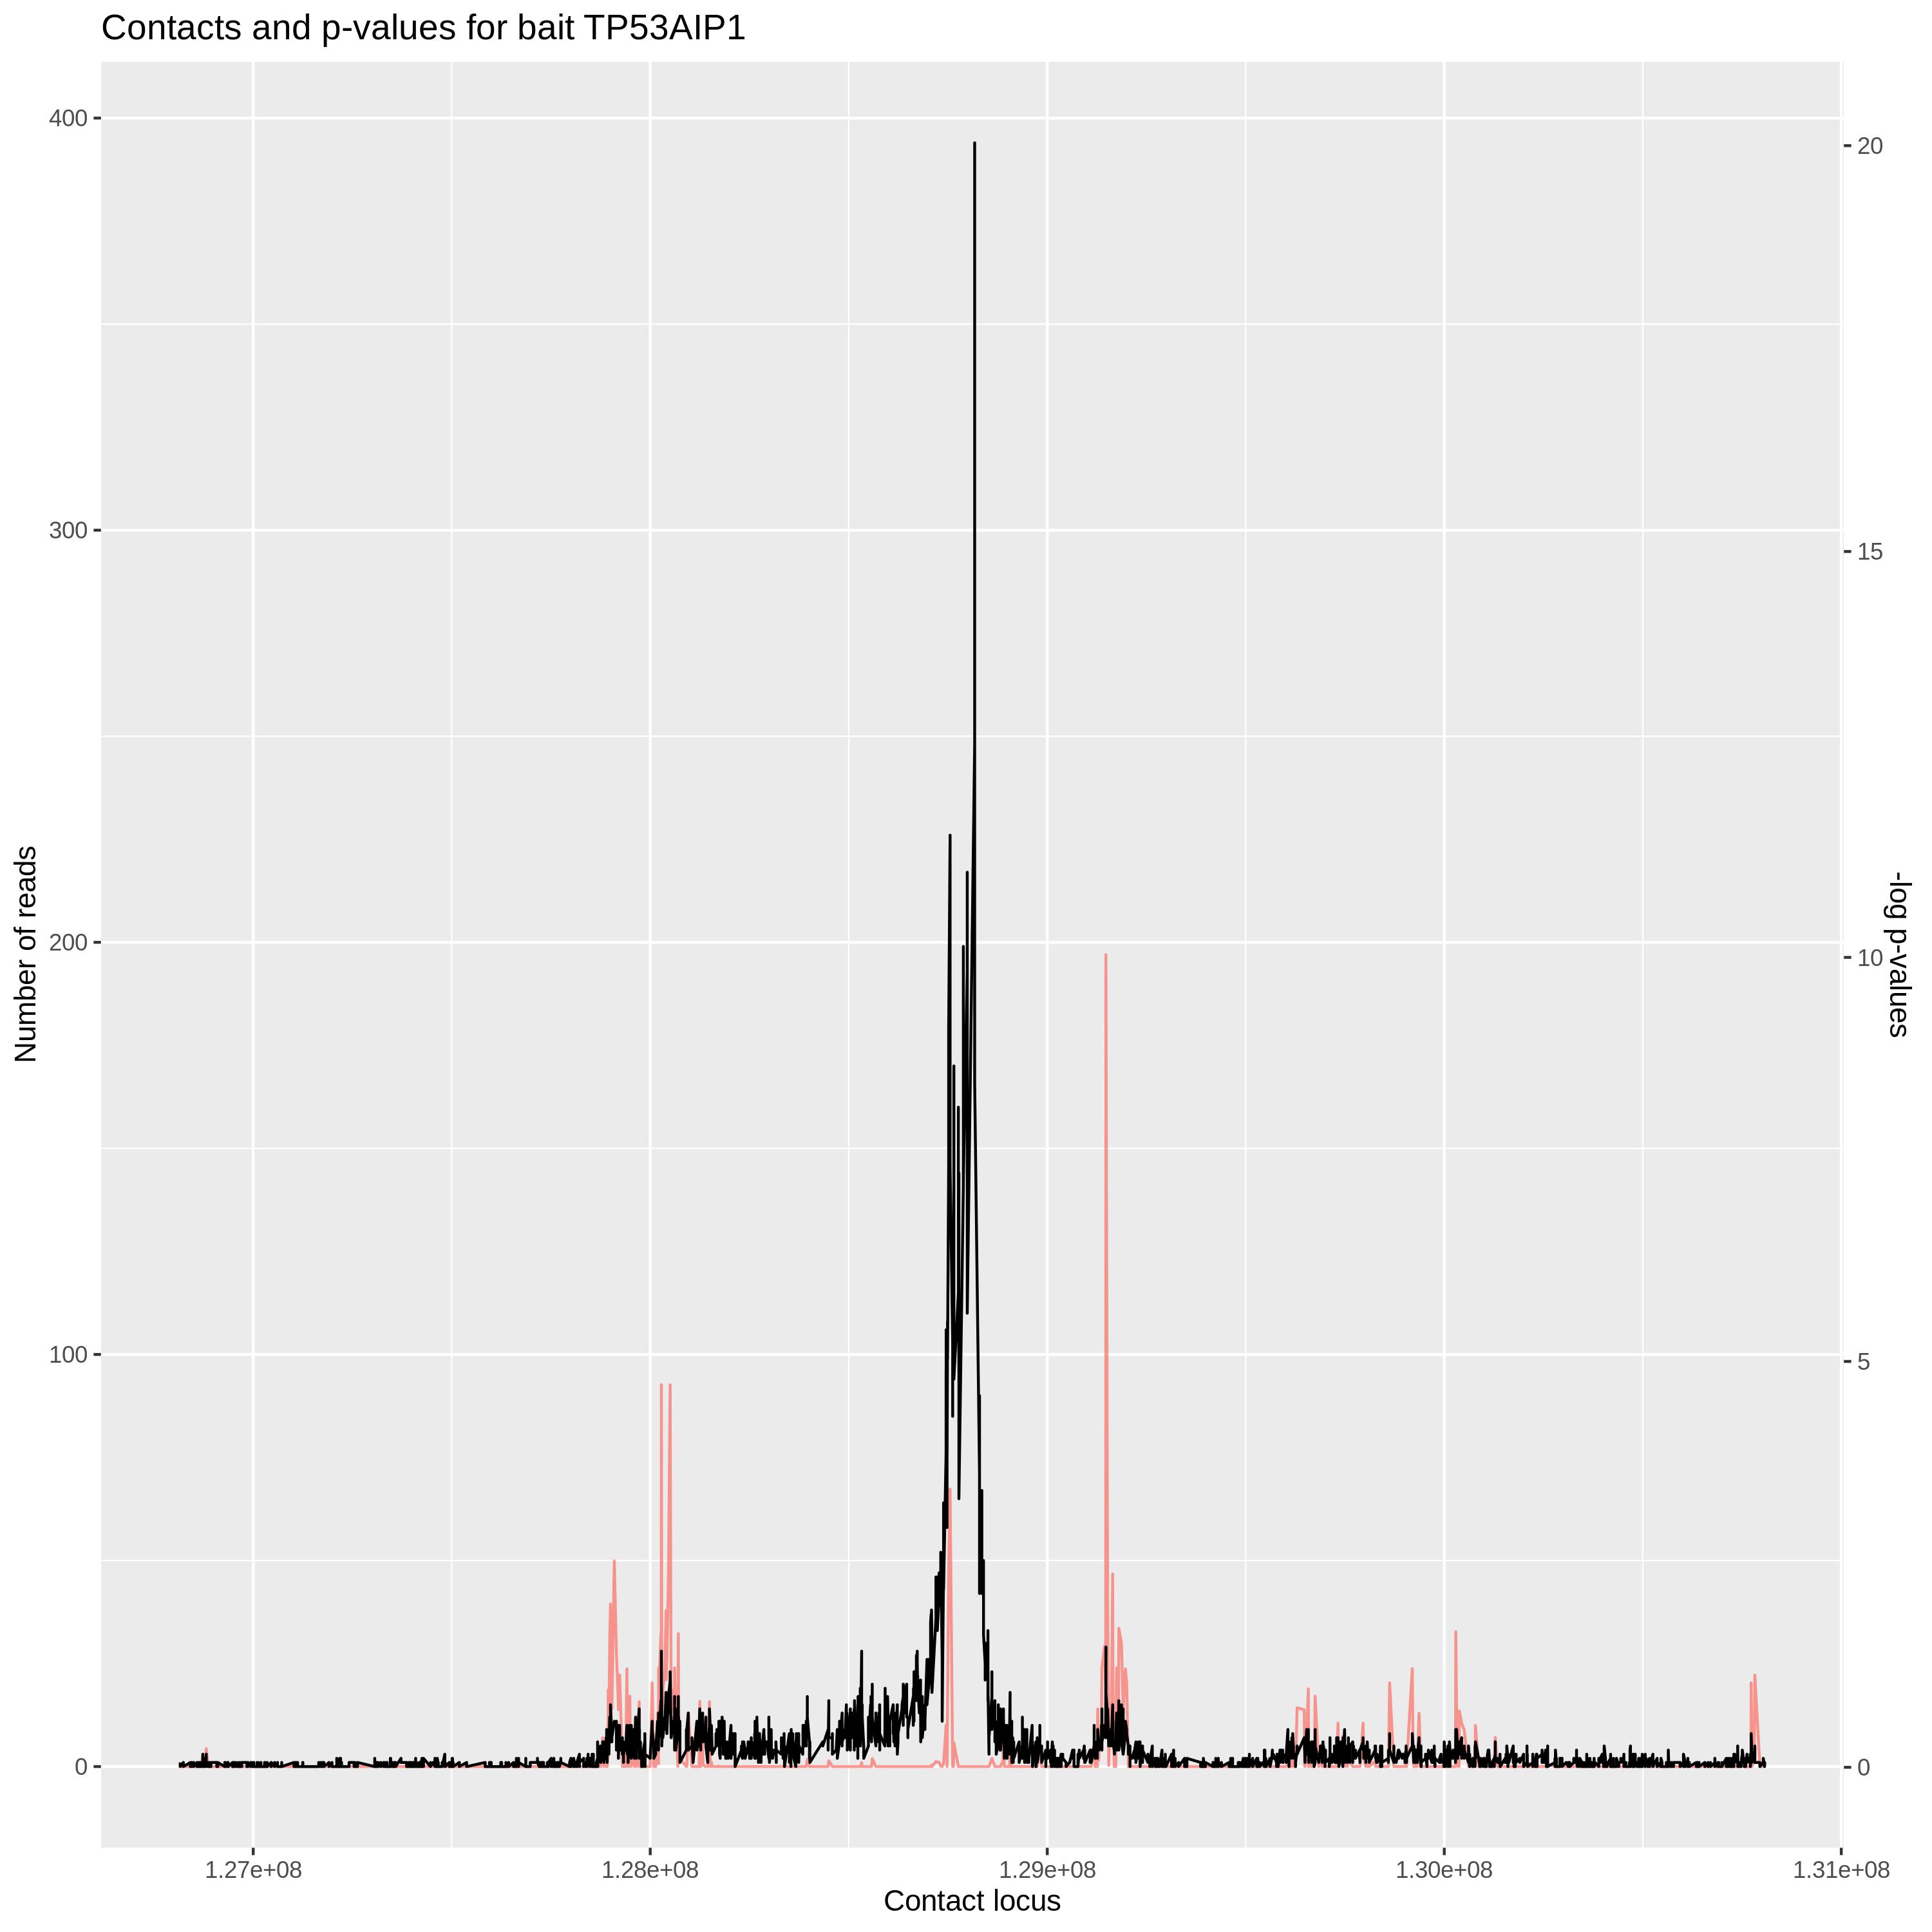 Contacts and p-values for bait TP53AIP1
400
300
200
100
0
Number of reads
20
15
10
5
0
-log p-values
1.27e+08
1.28e+08
1.29e+08
1.30e+08
1.31e+08
Contact locus